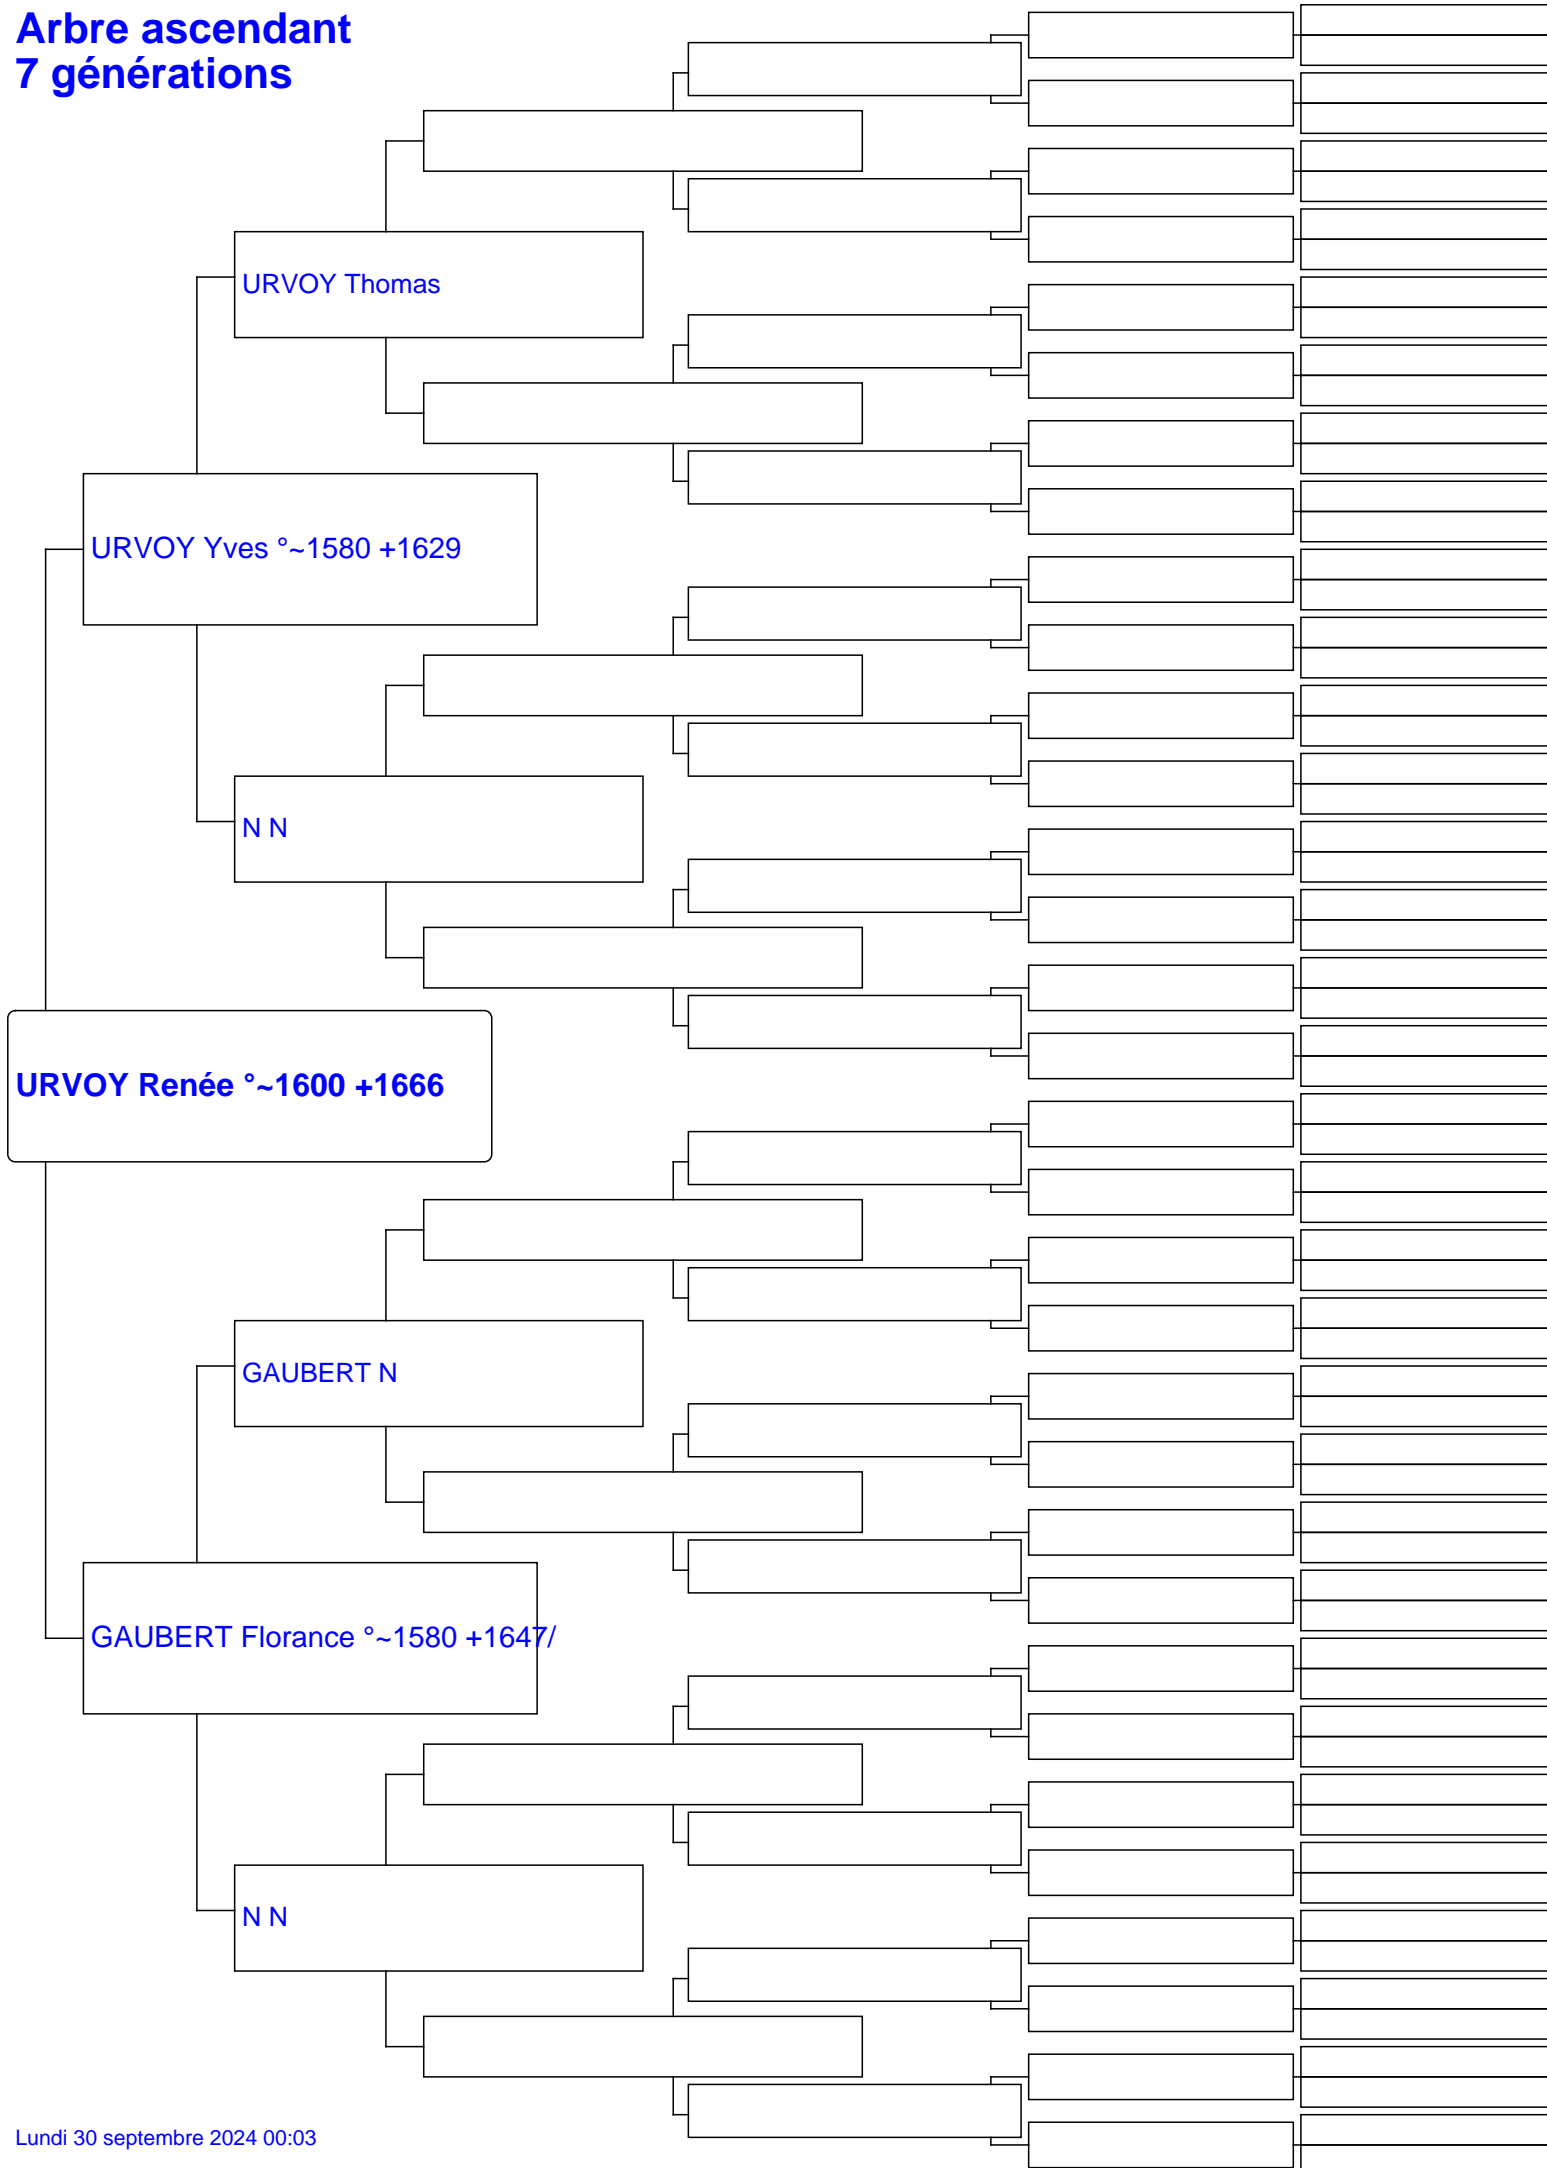 Arbre ascendant
7 générations
URVOY Thomas
URVOY Yves °~1580 +1629
N N
URVOY Renée °~1600 +1666
GAUBERT N
GAUBERT Florance °~1580 +1647/
N N
Lundi 30 septembre 2024 00:03